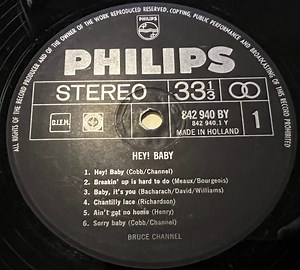 ALL RIGHTS OF THE RECORD PRODUCER AND OF THE OWNER OF THE WORK REPRODUCED RESERVED. COPYING, PUBLIC PERFORMANCE AND BROADCASTING OF THIS RECORD PROHIBITED
PHILIPS
PHILIPS
STEREO 33⅓
B.I.E.M.
842 940 BY
842 940.1 Y
MADE IN HOLLAND
1
HEY! BABY
1. Hey! Baby (Cobb/Channel)
2. Breakin' up is hard to do (Meaux/Bourgeois)
3. Baby, it's you (Bacharach/David/Williams)
4. Chantilly lace (Richardson)
5. Ain't got no home (Henry)
6. Sorry baby (Cobb/Channel)
BRUCE CHANNEL